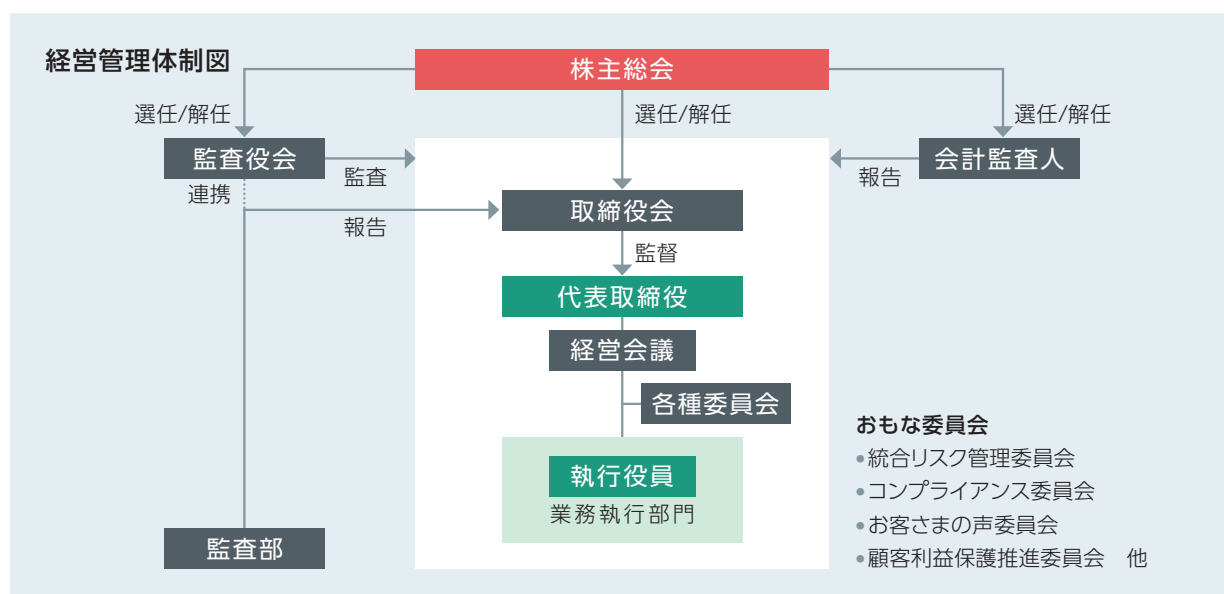 経営管理体制図
株主総会
選任/解任
選任/解任
選任/解任
監査役会
監査
会計監査人
報告
連携
取締役会
報告
監督
代表取締役
経営会議
各種委員会
執行役員
業務執行部門
監査部
おもな委員会
•統合リスク管理委員会
•コンプライアンス委員会
•お客さまの声委員会
•顧客利益保護推進委員会　他